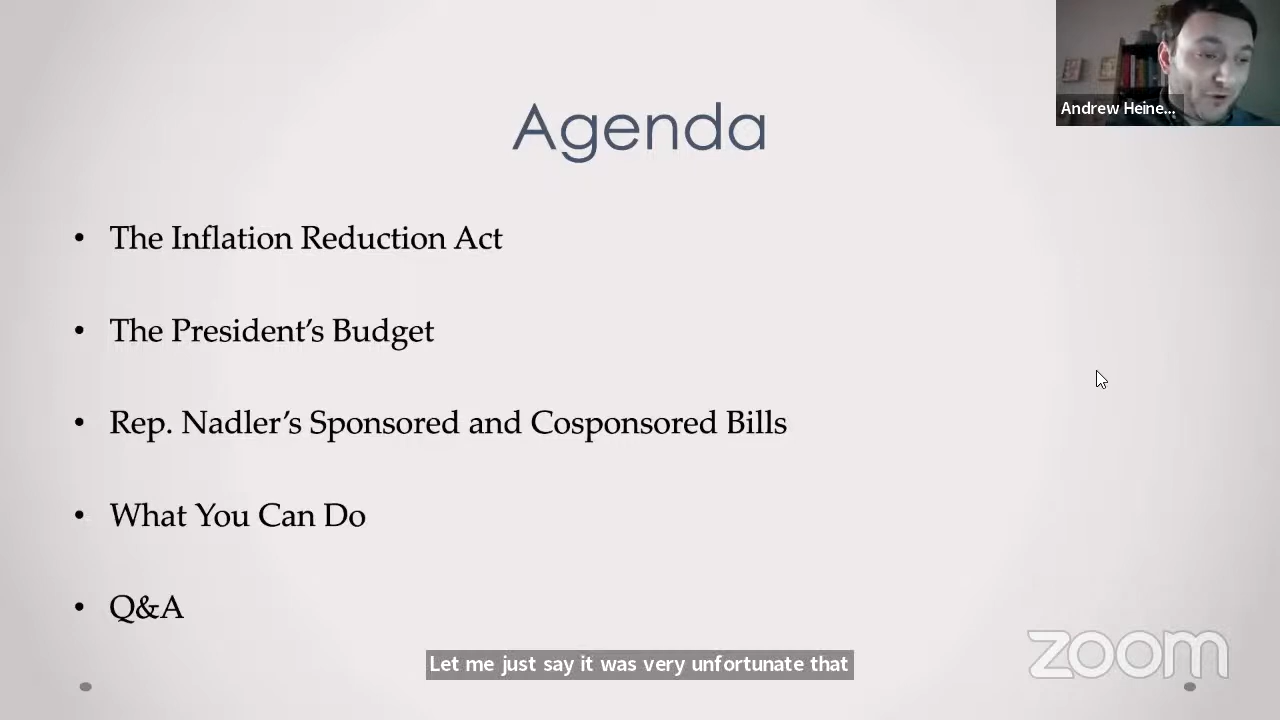 Andrew Heine...
Agenda
• The Inflation Reduction Act
• The President's Budget
• Rep. Nadler's Sponsored and Cosponsored Bills
• What You Can Do
• Q&A
Let me just say it was very unfortunate that
zoom